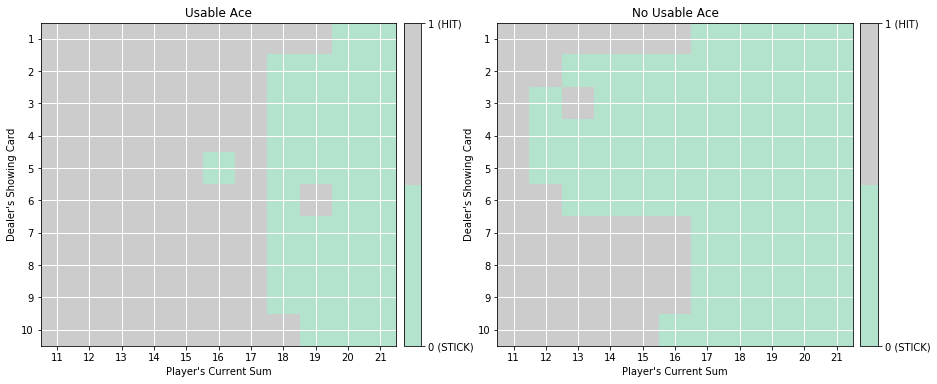 Usable Ace
1
2
3
4
5
6
7
8
9
10
Dealer's Showing Card
11 12 13 14 15 16 17 18 19 20 21
Player's Current Sum
1 (HIT)
0 (STICK)
No Usable Ace
1
2
3
4
5
6
7
8
9
10
Dealer's Showing Card
11 12 13 14 15 16 17 18 19 20 21
Player's Current Sum
1 (HIT)
0 (STICK)